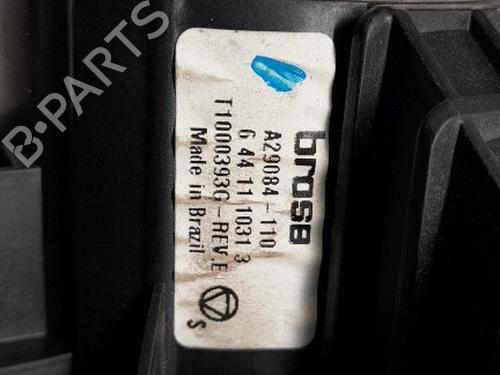 brose
A29084-110
6 44 11 1031 3
T1000393G-REV.E
Made in Brazil
S
B-PARTS